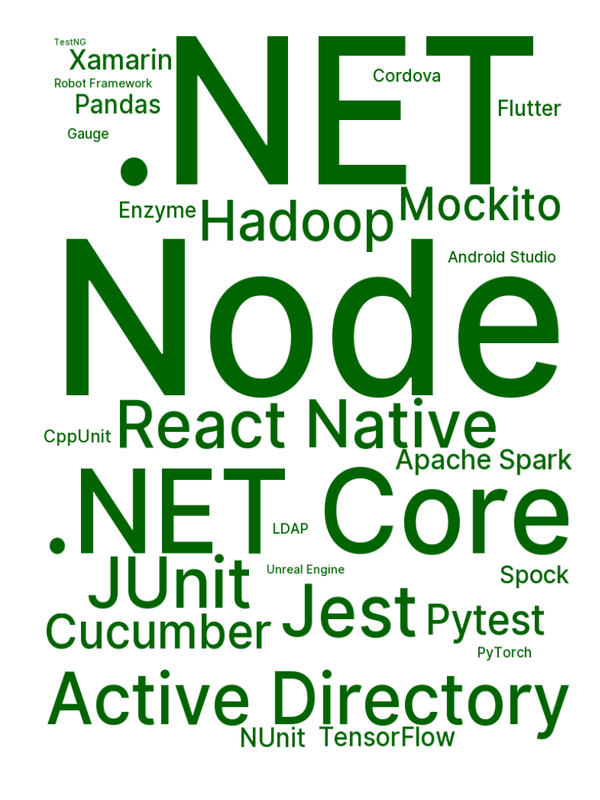 TestNG
Xamarin
.NET
Cordova
Robot Framework
Pandas
Flutter
Gauge
Enzyme
Hadoop
Mockito
Android Studio
Node
CppUnit
React Native
Apache Spark
.NET Core
LDAP
JUnit
Unreal Engine
Spock
Cucumber
Jest
Pytest
PyTorch
Active Directory
NUnit
TensorFlow